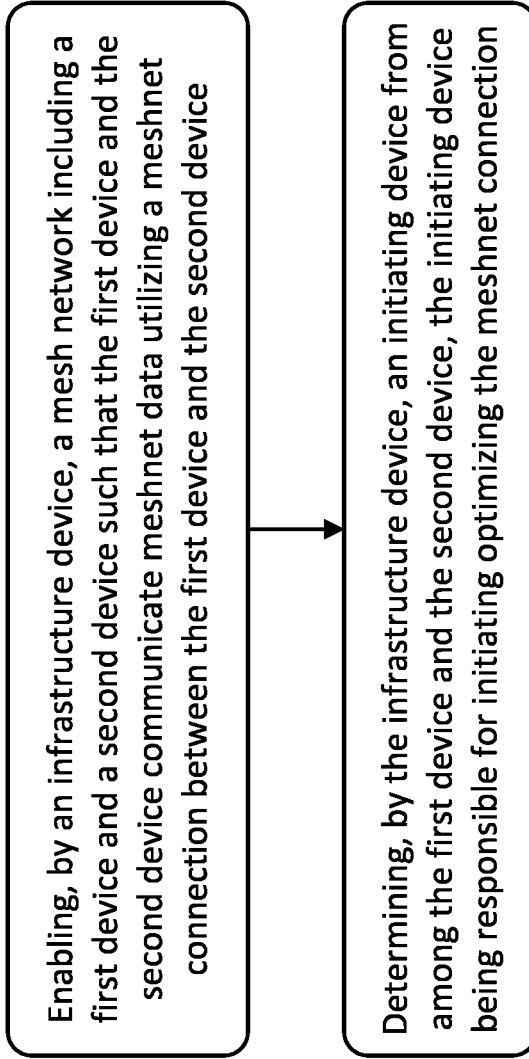 Enabling, by an infrastructure device, a mesh network including a
first device and a second device such that the first device and the
second device communicate meshnet data utilizing a meshnet
connection between the first device and the second device
Determining, by the infrastructure device, an initiating device from
among the first device and the second device, the initiating device
being responsible for initiating optimizing the meshnet connection